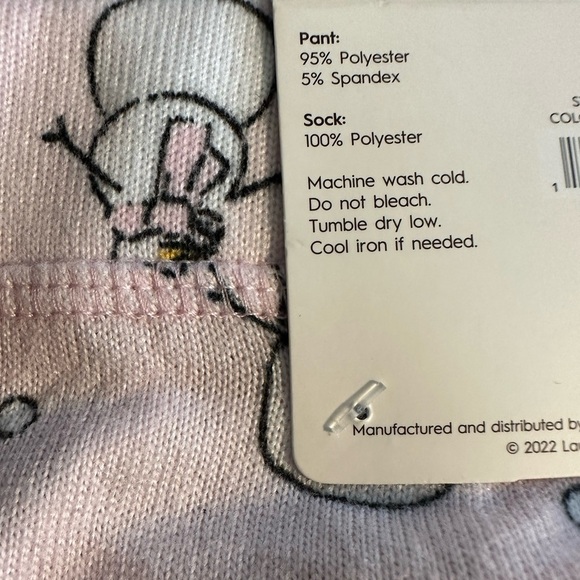 Pant:
95% Polyester
5% Spandex
Sock:
100% Polyester
Machine wash cold.
Do not bleach.
Tumble dry low.
Cool iron if needed.
1
Manufactured and distributed by
© 2022